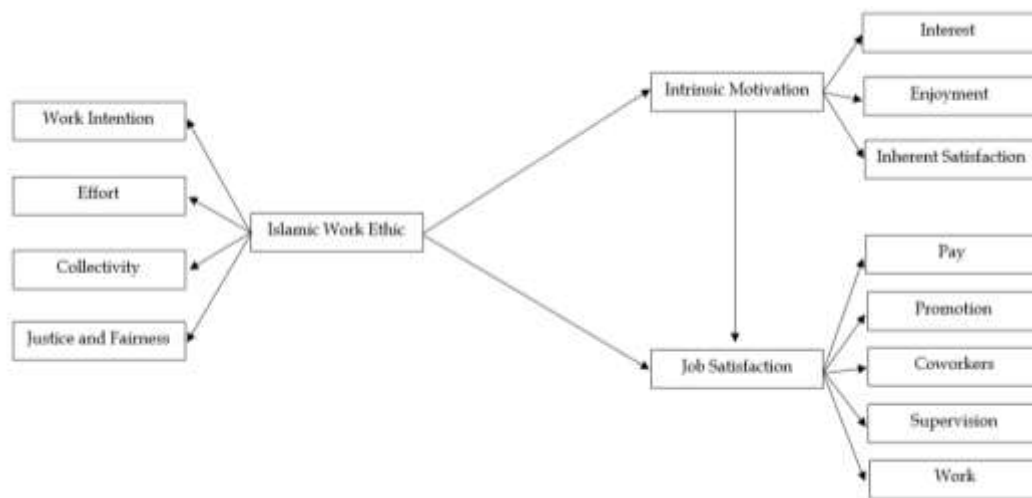 Work Intention
Effort
Collectivity
Justice and Fairness
Islamic Work Ethic
Intrinsic Motivation
Job Satisfaction
Interest
Enjoyment
Inherent Satisfaction
Pay
Promotion
Coworkers
Supervision
Work